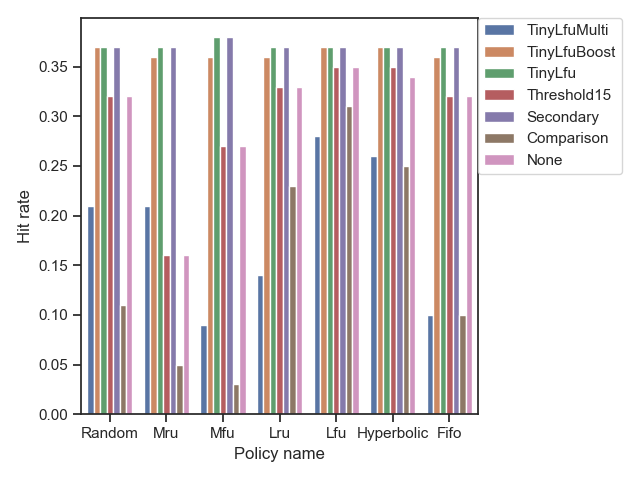 TinyLfuMulti
TinyLfuBoost
TinyLfu
Threshold15
Secondary
Comparison
None
Hit rate
0.35
0.30
0.25
0.20
0.15
0.10
0.05
0.00
Random Mru Mfu Lru Lfu Hyperbolic Fifo
Policy name